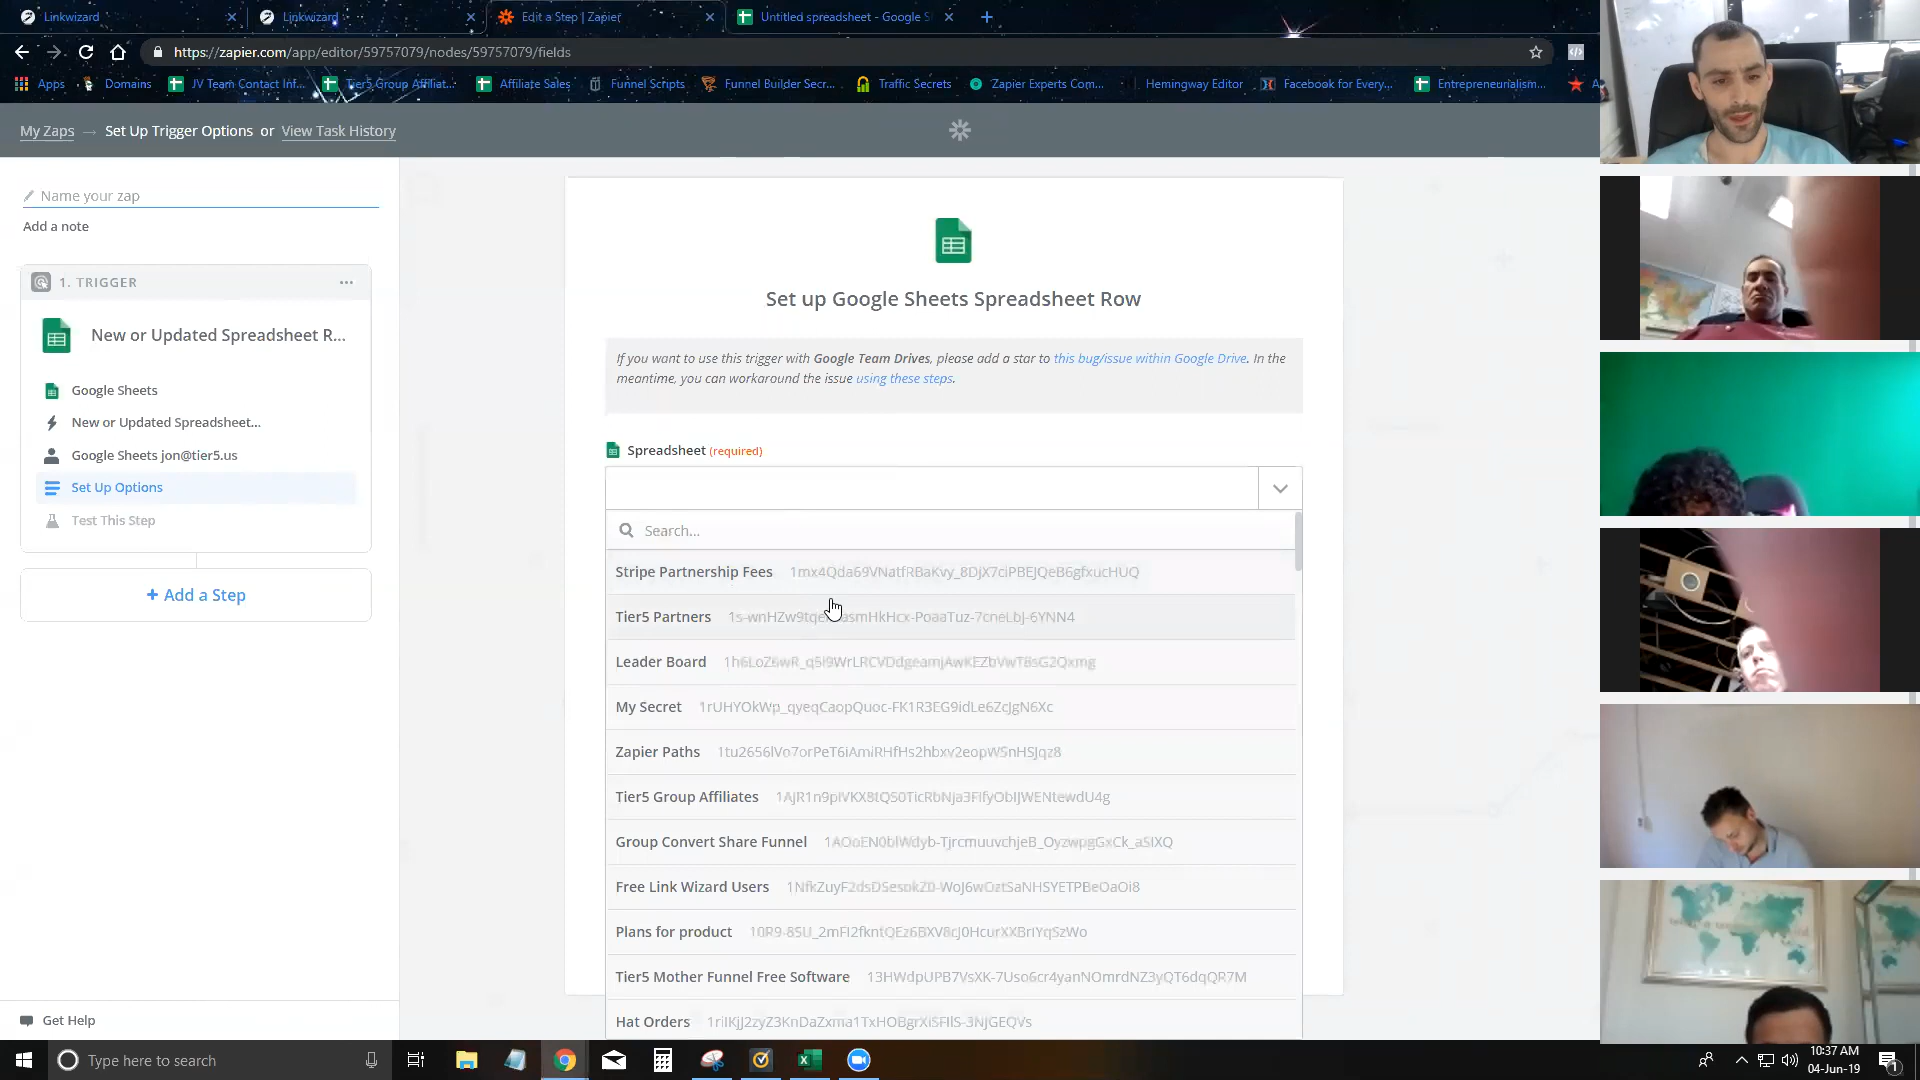 Linkwizard
Linkwizard
Edit a Step | Zapier
Untitled spreadsheet - Google S
https://zapier.com/app/editor/59757079/nodes/59757079/fields
Apps
Domains
JV Team Contact Inf...
Tier5 Group Affiliat...
Affiliate Sales
Funnel Scripts
Funnel Builder Secr...
Traffic Secrets
Zapier Experts Com...
Hemingway Editor
Facebook for Every...
Entrepreneurialism...
My Zaps → Set Up Trigger Options or View Task History
Name your zap
Add a note
1. TRIGGER
New or Updated Spreadsheet R...
Google Sheets
New or Updated Spreadsheet...
Google Sheets jon@tier5.us
Set Up Options
Test This Step
+ Add a Step
Get Help
Set up Google Sheets Spreadsheet Row
If you want to use this trigger with Google Team Drives, please add a star to this bug/issue within Google Drive. In the
meantime, you can workaround the issue using these steps.
Spreadsheet (required)
Search...
Stripe Partnership Fees
Tier5 Partners
Leader Board
My Secret
Zapier Paths
Tier5 Group Affiliates
Group Convert Share Funnel
Free Link Wizard Users
Plans for product
Tier5 Mother Funnel Free Software
Hat Orders
Type here to search
10:37 AM
04-Jun-19